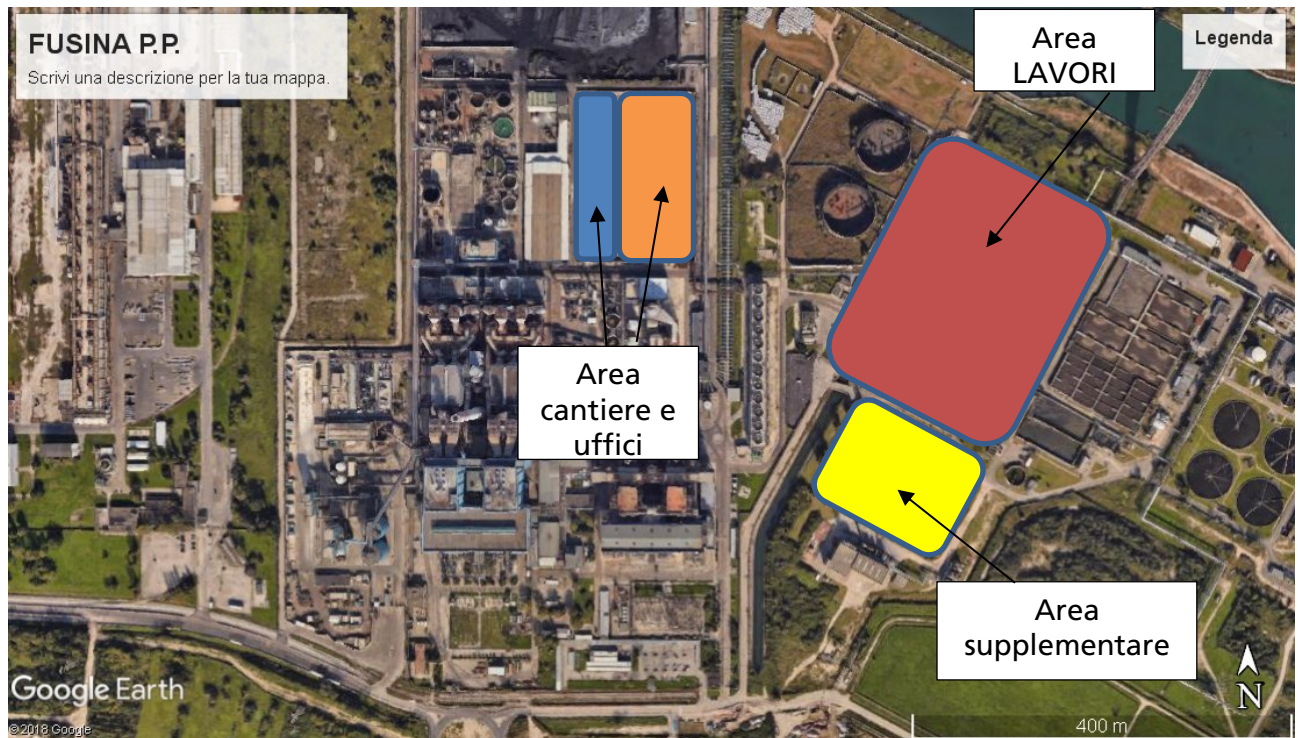 FUSINA P.P.
Scrivi una descrizione per la tua mappa.
Area
LAVORI
Legenda
Area
cantiere e
uffici
Area
supplementare
N
Google Earth
© 2018 Google
400 m